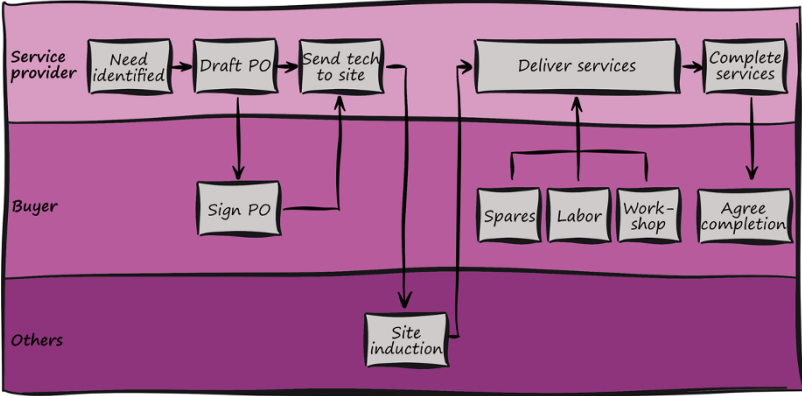 Service
provider
Need
identified
Draft PO
Send tech
to site
Deliver services
Complete
services
Buyer
Sign PO
Spares
Labor
Work-
shop
Agree
completion
Others
Site
induction